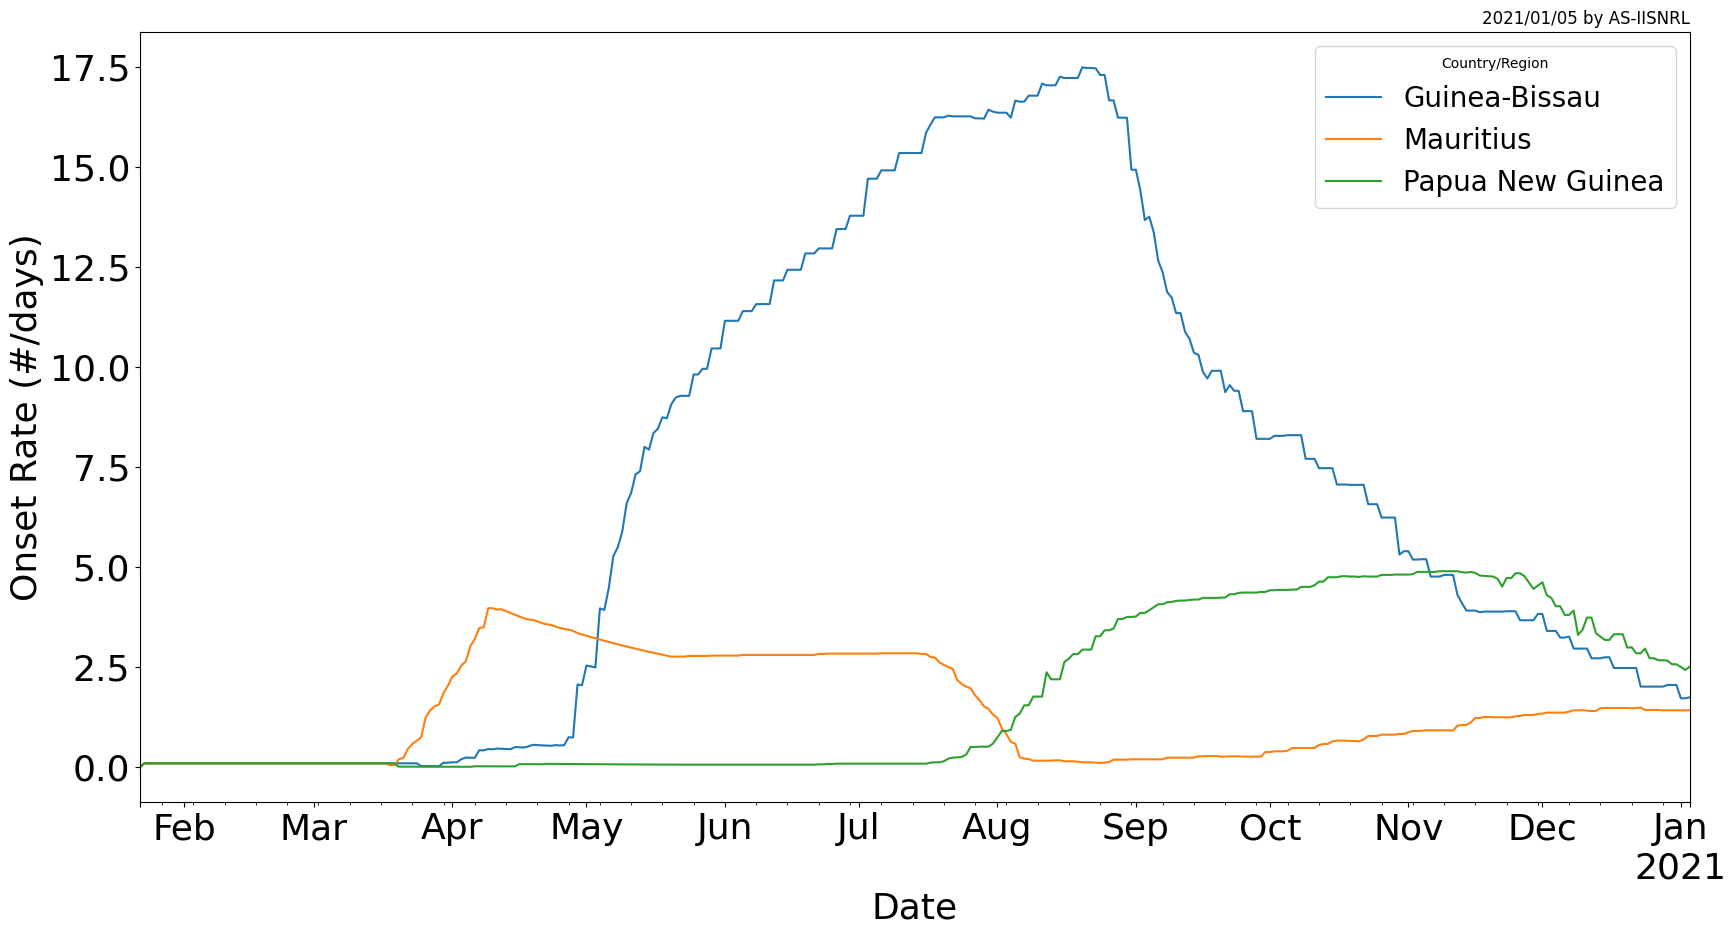 2021/01/05 by AS-IISNRL
Country/Region
Guinea-Bissau
Mauritius
Papua New Guinea
Onset Rate (#/days)
17.5
15.0
12.5
10.0
7.5
5.0
2.5
0.0
Feb Mar Apr May Jun Jul Aug Sep Oct Nov Dec Jan
2021
Date